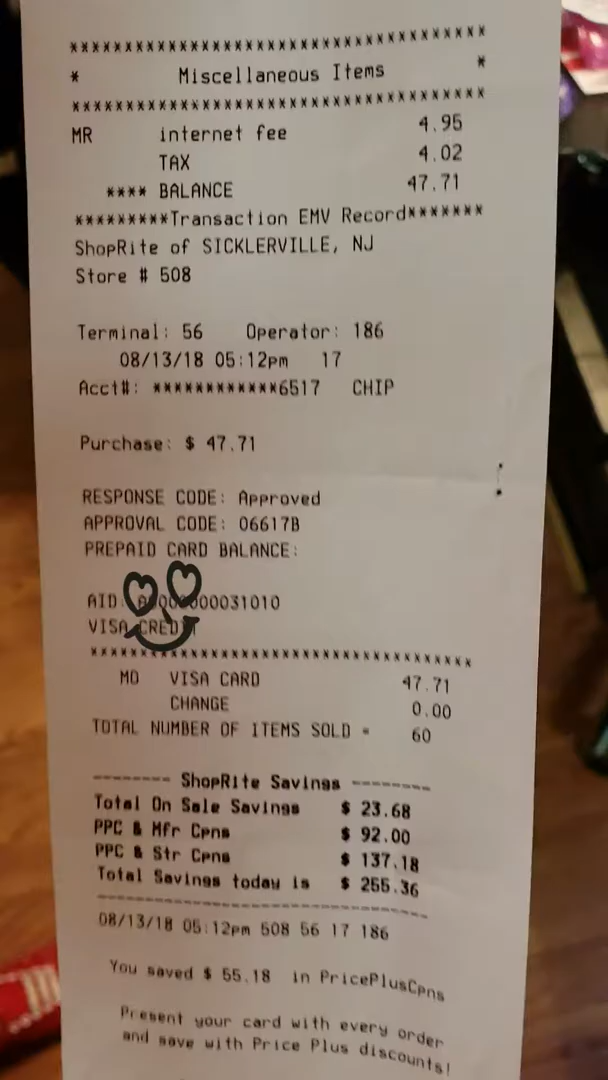 ***********************************
* Miscellaneous Items *
***********************************
MR internet fee 4.95
TAX 4.02
**** BALANCE 47.71
*********Transaction EMV Record*******
ShopRite of SICKLERVILLE, NJ
Store # 508
Terminal: 56 Operator: 186
08/13/18 05:12pm 17
Acct#: ************6517 CHIP
Purchase: $ 47.71
RESPONSE CODE: Approved
APPROVAL CODE: 06617B
PREPAID CARD BALANCE:
AID: A0000000031010
VISA CREDIT
***********************************
MO VISA CARD 47.71
CHANGE 0.00
TOTAL NUMBER OF ITEMS SOLD = 60
-------- ShopRite Savings --------
Total On Sale Savings $ 23.68
PPC & Mfr Cpns $ 92.00
PPC & Str Cpns $ 137.18
Total Savings today is $ 255.36
-----------------------------------
08/13/18 05:12pm 508 56 17 186
You saved $ 55.18 in PricePlusCpns
Present your card with every order
and save with Price Plus discounts!